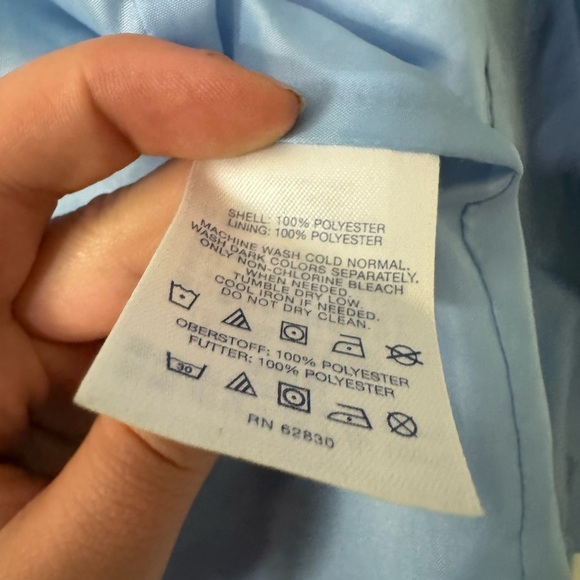 SHELL: 100% POLYESTER
LINING: 100% POLYESTER
MACHINE WASH COLD NORMAL.
WASH DARK COLORS SEPARATELY.
ONLY NON-CHLORINE BLEACH
WHEN NEEDED.
TUMBLE DRY LOW.
COOL IRON IF NEEDED.
DO NOT DRY CLEAN.
OBERSTOFF: 100% POLYESTER
FUTTER: 100% POLYESTER
30
RN 62830